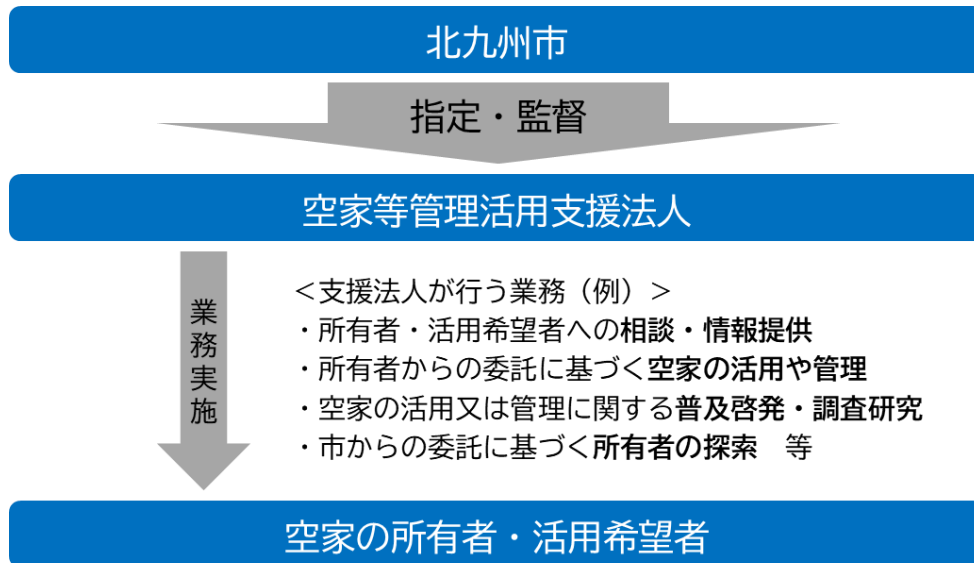 北九州市
指定・監督
空家等管理活用支援法人
業務実施
＜支援法人が行う業務（例）＞
・所有者・活用希望者への相談・情報提供
・所有者からの委託に基づく空家の活用や管理
・空家の活用又は管理に関する普及啓発・調査研究
・市からの委託に基づく所有者の探索　等
空家の所有者・活用希望者